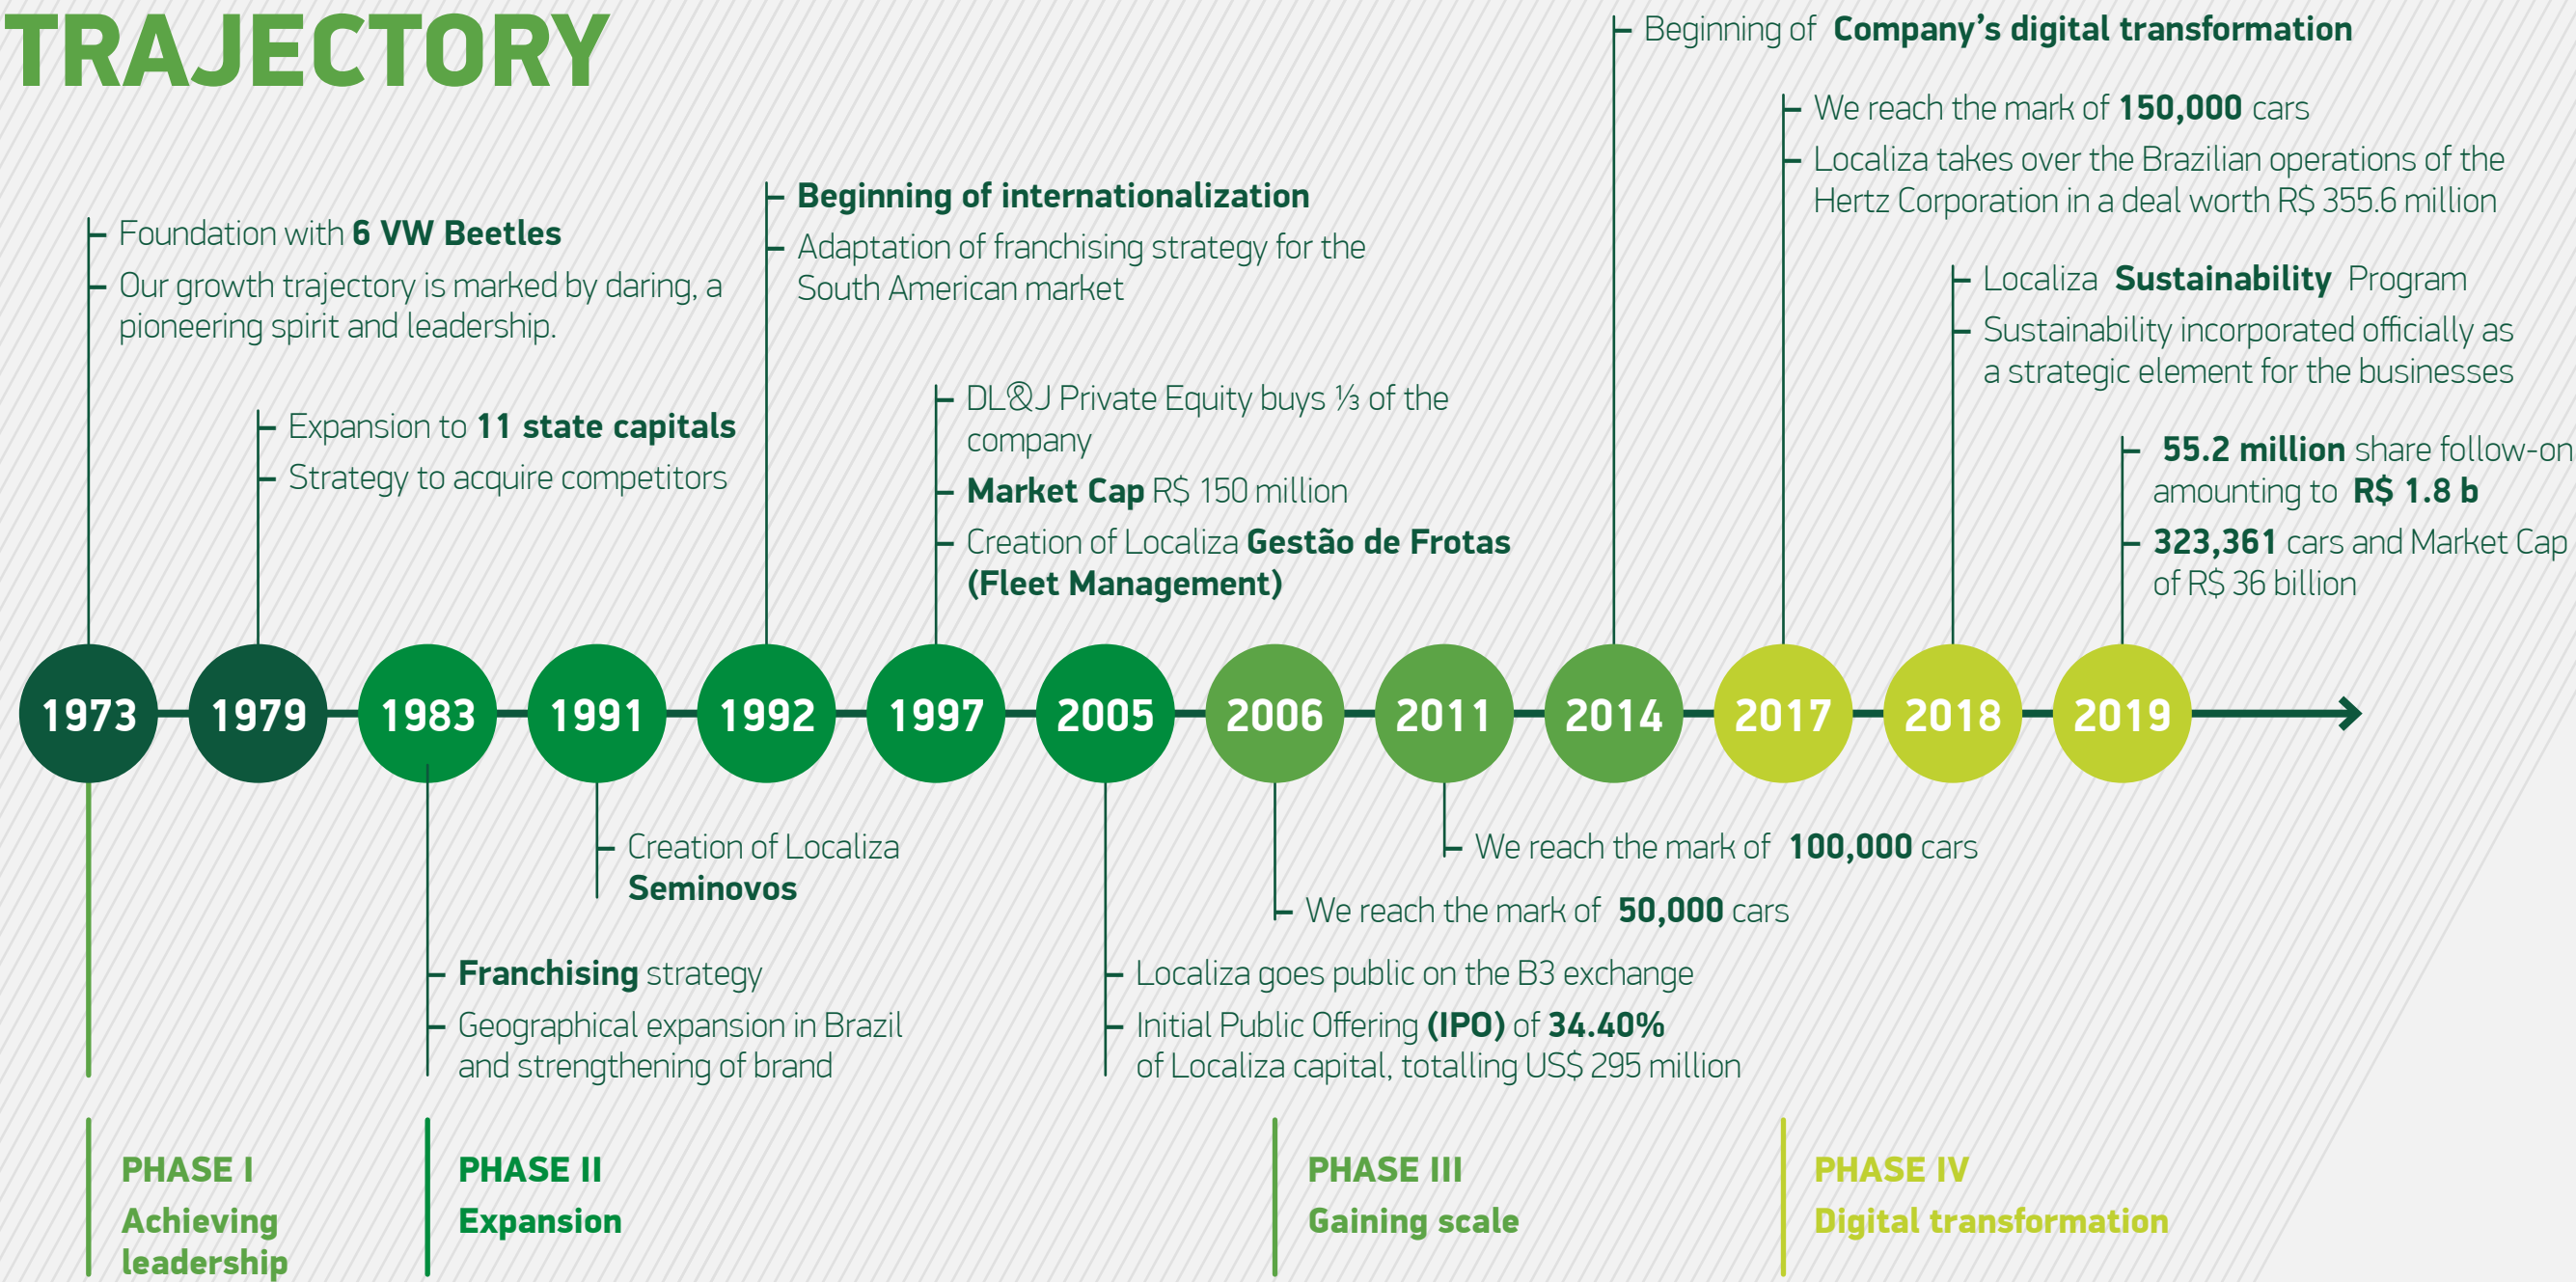 TRAJECTORY
Foundation with 6 VW Beetles
Our growth trajectory is marked by daring, a
pioneering spirit and leadership.
Expansion to 11 state capitals
Strategy to acquire competitors
Beginning of internationalization
Adaptation of franchising strategy for the
South American market
DL&J Private Equity buys ⅓ of the
company
Market Cap R$ 150 million
Creation of Localiza Gestão de Frotas
(Fleet Management)
Beginning of Company’s digital transformation
We reach the mark of 150,000 cars
Localiza takes over the Brazilian operations of the
Hertz Corporation in a deal worth R$ 355.6 million
Localiza Sustainability Program
Sustainability incorporated officially as
a strategic element for the businesses
55.2 million share follow-on
amounting to R$ 1.8 b
323,361 cars and Market Cap
of R$ 36 billion
1973 1979 1983 1991 1992 1997 2005 2006 2011 2014 2017 2018 2019
Creation of Localiza
Seminovos
Franchising strategy
Geographical expansion in Brazil
and strengthening of brand
We reach the mark of 100,000 cars
We reach the mark of 50,000 cars
Localiza goes public on the B3 exchange
Initial Public Offering (IPO) of 34.40%
of Localiza capital, totalling US$ 295 million
PHASE I
Achieving
leadership
PHASE II
Expansion
PHASE III
Gaining scale
PHASE IV
Digital transformation